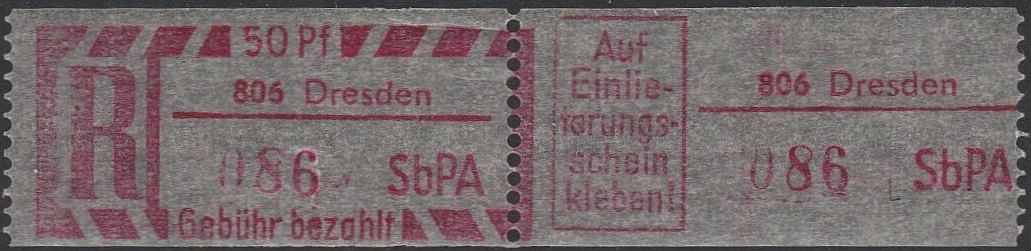 50 Pf
R
806 Dresden
086
SbPA
Gebühr bezahlt
Auf
Einlie-
ferungs-
schein
kleben!
806 Dresden
086
SbPA